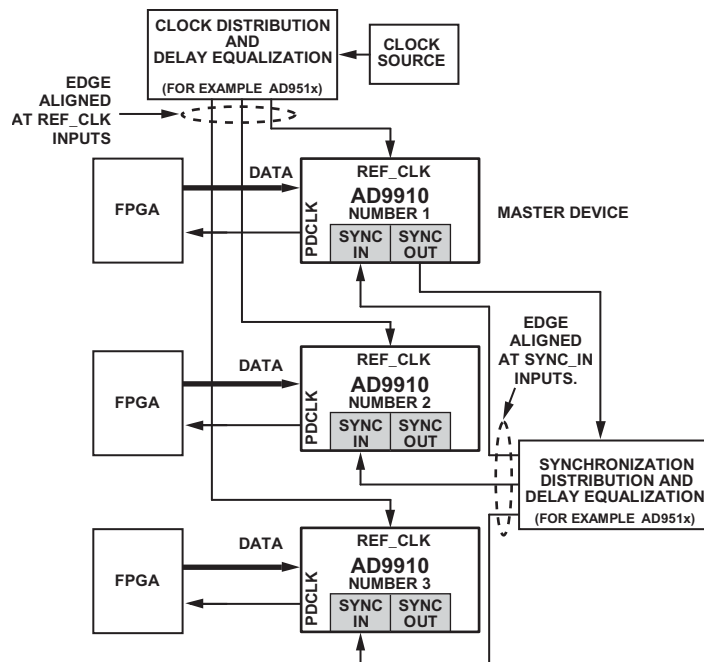 CLOCK DISTRIBUTION
AND
DELAY EQUALIZATION
(FOR EXAMPLE AD951x)
CLOCK
SOURCE
EDGE
ALIGNED
AT REF_CLK
INPUTS
FPGA
DATA
PDCLK
REF_CLK
AD9910
NUMBER 1
SYNC
IN
SYNC
OUT
MASTER DEVICE
EDGE
ALIGNED
AT SYNC_IN
INPUTS.
FPGA
DATA
PDCLK
REF_CLK
AD9910
NUMBER 2
SYNC
IN
SYNC
OUT
SYNCHRONIZATION
DISTRIBUTION AND
DELAY EQUALIZATION
(FOR EXAMPLE AD951x)
FPGA
DATA
PDCLK
REF_CLK
AD9910
NUMBER 3
SYNC
IN
SYNC
OUT